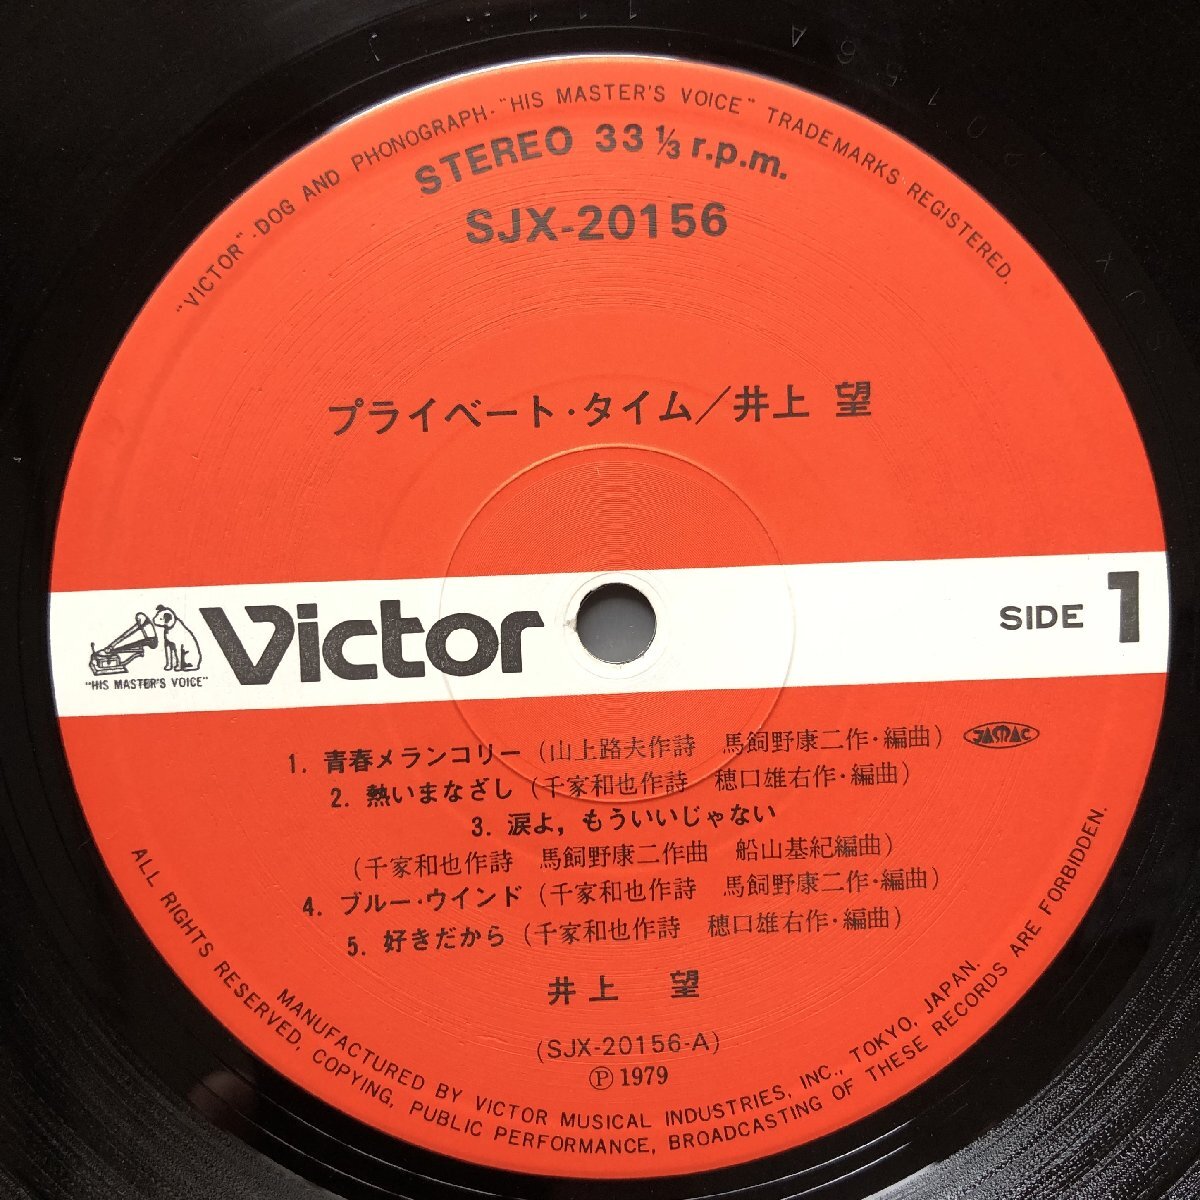 "VICTOR"-DOG AND PHONOGRAPH-"HIS MASTER'S VOICE" TRADEMARKS REGISTERED.
STEREO 33 ⅓ r.p.m.
SJX-20156
プライベート・タイム/井上 望
Victor
"HIS MASTER'S VOICE"
SIDE 1
1. 青春メランコリー(山上路夫作詩 馬飼野康二作・編曲) JASRAC
2. 熱いまなざし(千家和也作詩 穂口雄右作・編曲)
3. 涙よ,もういいじゃない
(千家和也作詩 馬飼野康二作曲 船山基紀編曲)
4. ブルー・ウインド(千家和也作詩 馬飼野康二作・編曲)
5. 好きだから(千家和也作詩 穂口雄右作・編曲)
井上 望
(SJX-20156-A)
Ⓟ1979
MANUFACTURED BY VICTOR MUSICAL INDUSTRIES, INC., TOKYO, JAPAN.
ALL RIGHTS RESERVED, COPYING, PUBLIC PERFORMANCE, BROADCASTING OF THESE RECORDS ARE FORBIDDEN.